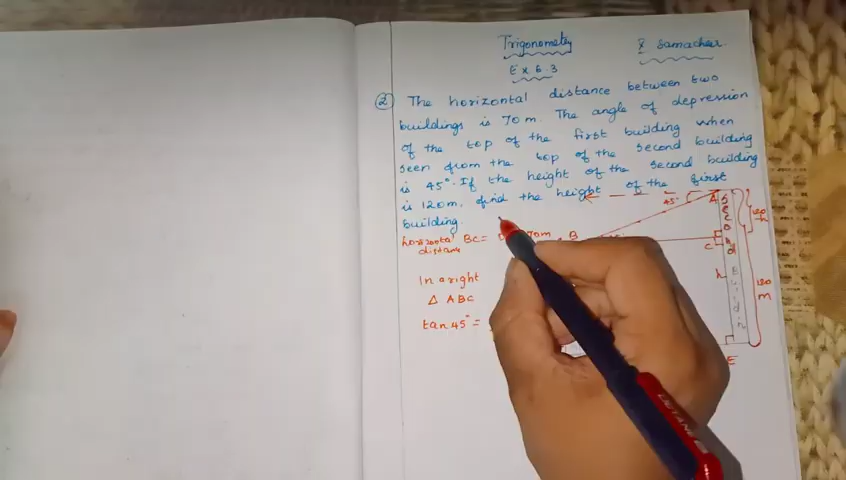 Trigonometry
X Samacheer
Ex 6.3
② The horizontal distance between two
buildings is 70 m. The angle of depression
of the top of the first building when
seen from the top of the second building
is 45°. If the height of the second building
is 120m, find the height of the first
building.
horizontal distance BC = 70m
B
In a right
Δ ABC
tan 45° =
45°
A
C
h
120 m
E